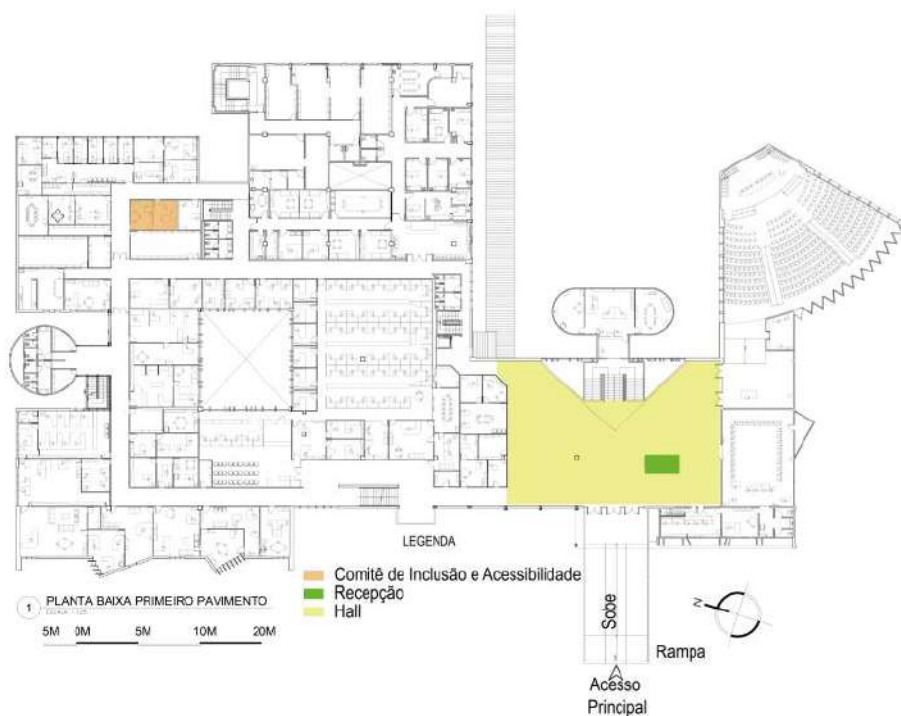 LEGENDA
Comitê de Inclusão e Acessibilidade
Recepção
Hall
1 PLANTA BAIXA PRIMEIRO PAVIMENTO
5M 0M 5M 10M 20M
Sobe
Rampa
N
Acesso
Principal